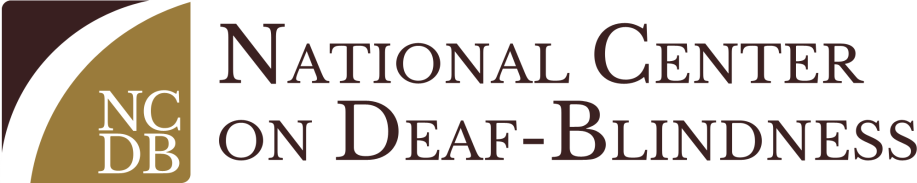 NC
DB
National Center
on Deaf-Blindness